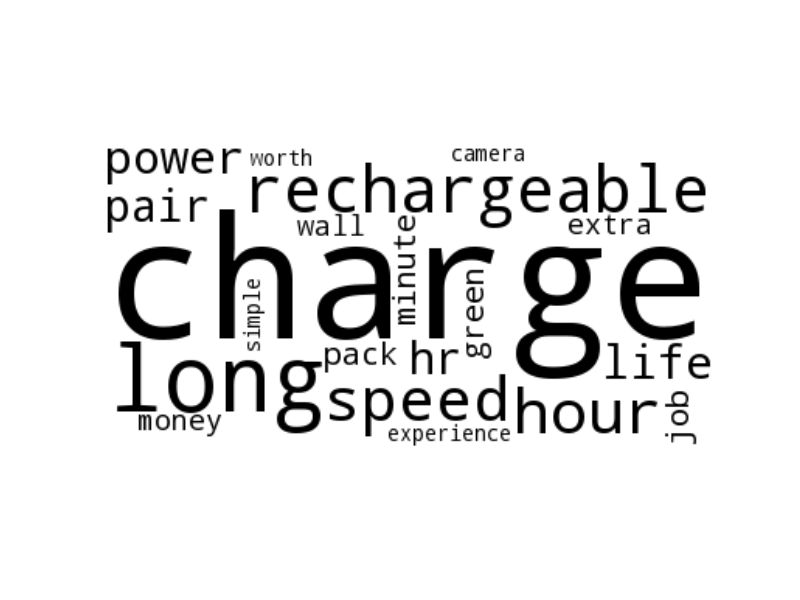 power worth camera
rechargeable
pair
wall minute extra
charge
simple green
long pack hr life
speed hour job
money experience